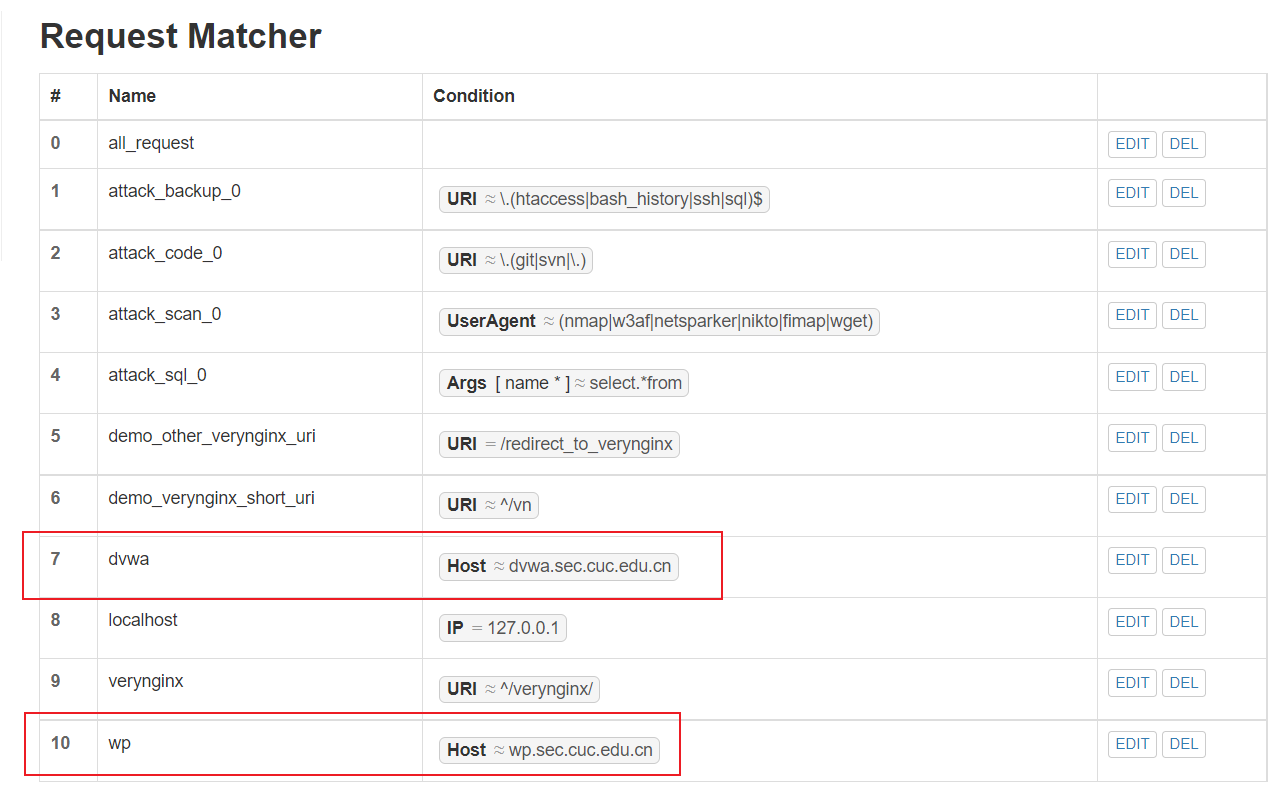 Request Matcher
# Name Condition
0 all_request EDIT DEL
1 attack_backup_0 URI ≈ \.(htaccess|bash_history|ssh|sql)$ EDIT DEL
2 attack_code_0 URI ≈ \.(git|svn|\.) EDIT DEL
3 attack_scan_0 UserAgent ≈ (nmap|w3af|netsparker|nikto|fimap|wget) EDIT DEL
4 attack_sql_0 Args [ name * ] ≈ select.*from EDIT DEL
5 demo_other_verynginx_uri URI = /redirect_to_verynginx EDIT DEL
6 demo_verynginx_short_uri URI ≈ ^/vn EDIT DEL
7 dvwa Host ≈ dvwa.sec.cuc.edu.cn EDIT DEL
8 localhost IP = 127.0.0.1 EDIT DEL
9 verynginx URI ≈ ^/verynginx/ EDIT DEL
10 wp Host ≈ wp.sec.cuc.edu.cn EDIT DEL